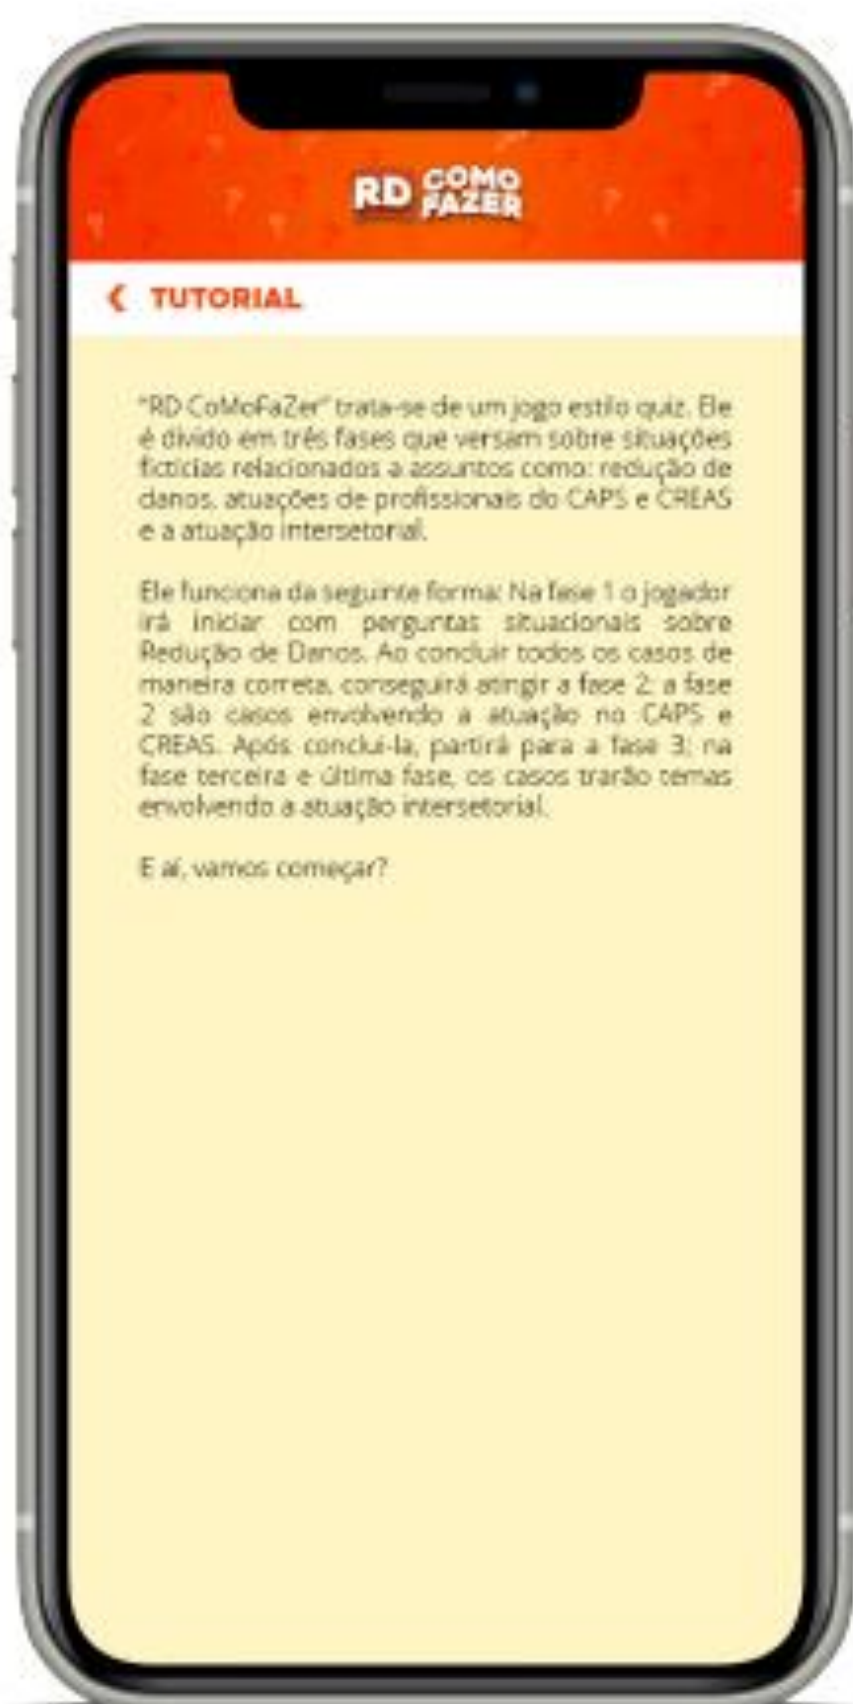 RD COMO
FAZER
TUTORIAL
"RD CoMoFaZer" trata-se de um jogo estilo quiz. Ele
é divido em três fases que versam sobre situações
ficticias relacionados a assuntos como: redução de
danos, atuações de profissionais do CAPS e CREAS
e a atuação intersetorial.
Ele funciona da seguinte forma: Na fase 1 o jogador
irá iniciar com perguntas situacionais sobre
Redução de Danos. Ao concluir todos os casos de
maneira correta, conseguirá atingir a fase 2; a fase
2 são casos envolvendo a atuação no CAPS e
CREAS. Após conclui-la, partirá para a fase 3; na
fase terceira e última fase, os casos trarão temas
envolvendo a atuação intersetorial.
E aí, vamos começar?